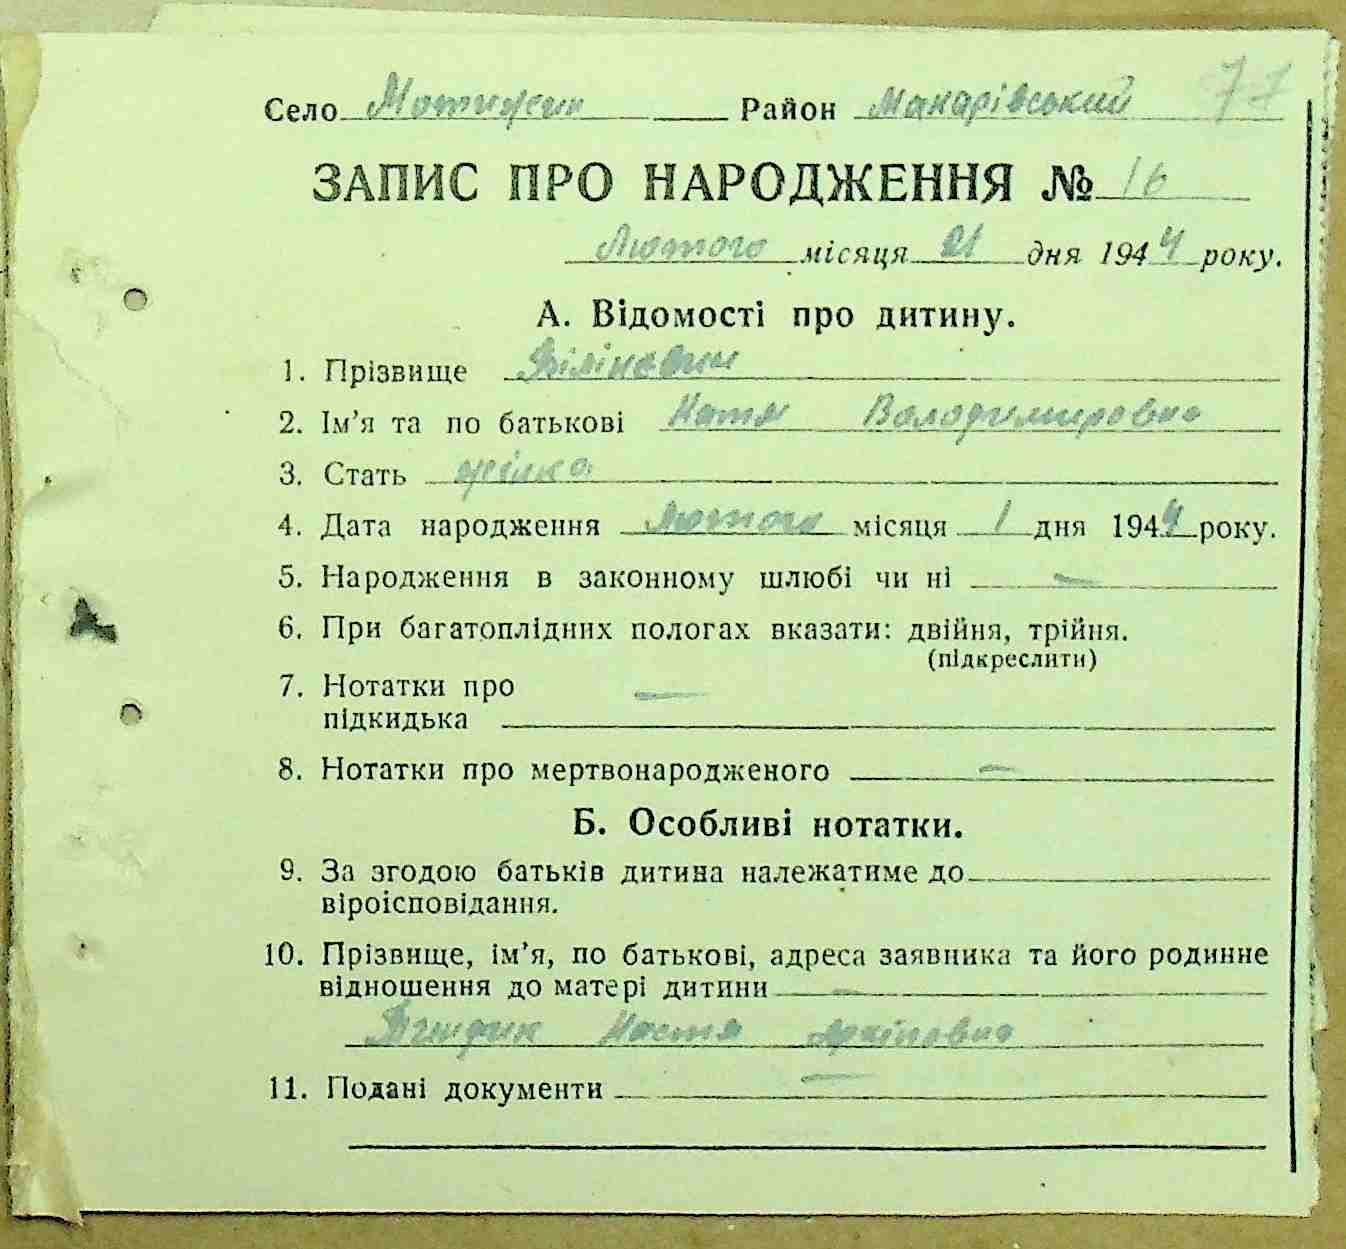 Село Мотижин Район Макарівський 77
ЗАПИС ПРО НАРОДЖЕННЯ № 16
Лютого місяця 21 дня 1944 року.
А. Відомості про дитину.
1. Прізвище
2. Ім'я та по батькові Катя Володимировна
3. Стать жінка
4. Дата народження Лютого місяця 1 дня 1944 року.
5. Народження в законному шлюбі чи ні —
6. При багатоплідних пологах вказати: двійня, трійня.
(підкреслити)
7. Нотатки про —
підкидька
8. Нотатки про мертвонародженого —
Б. Особливі нотатки.
9. За згодою батьків дитина належатиме до
віроісповідання.
10. Прізвище, ім'я, по батькові, адреса заявника та його родинне
відношення до матері дитини —
Настя Архіповна
11. Подані документи —